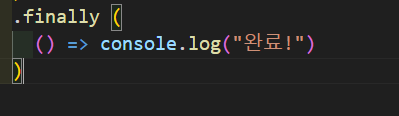 .finally (
() => console.log("완료!")
)